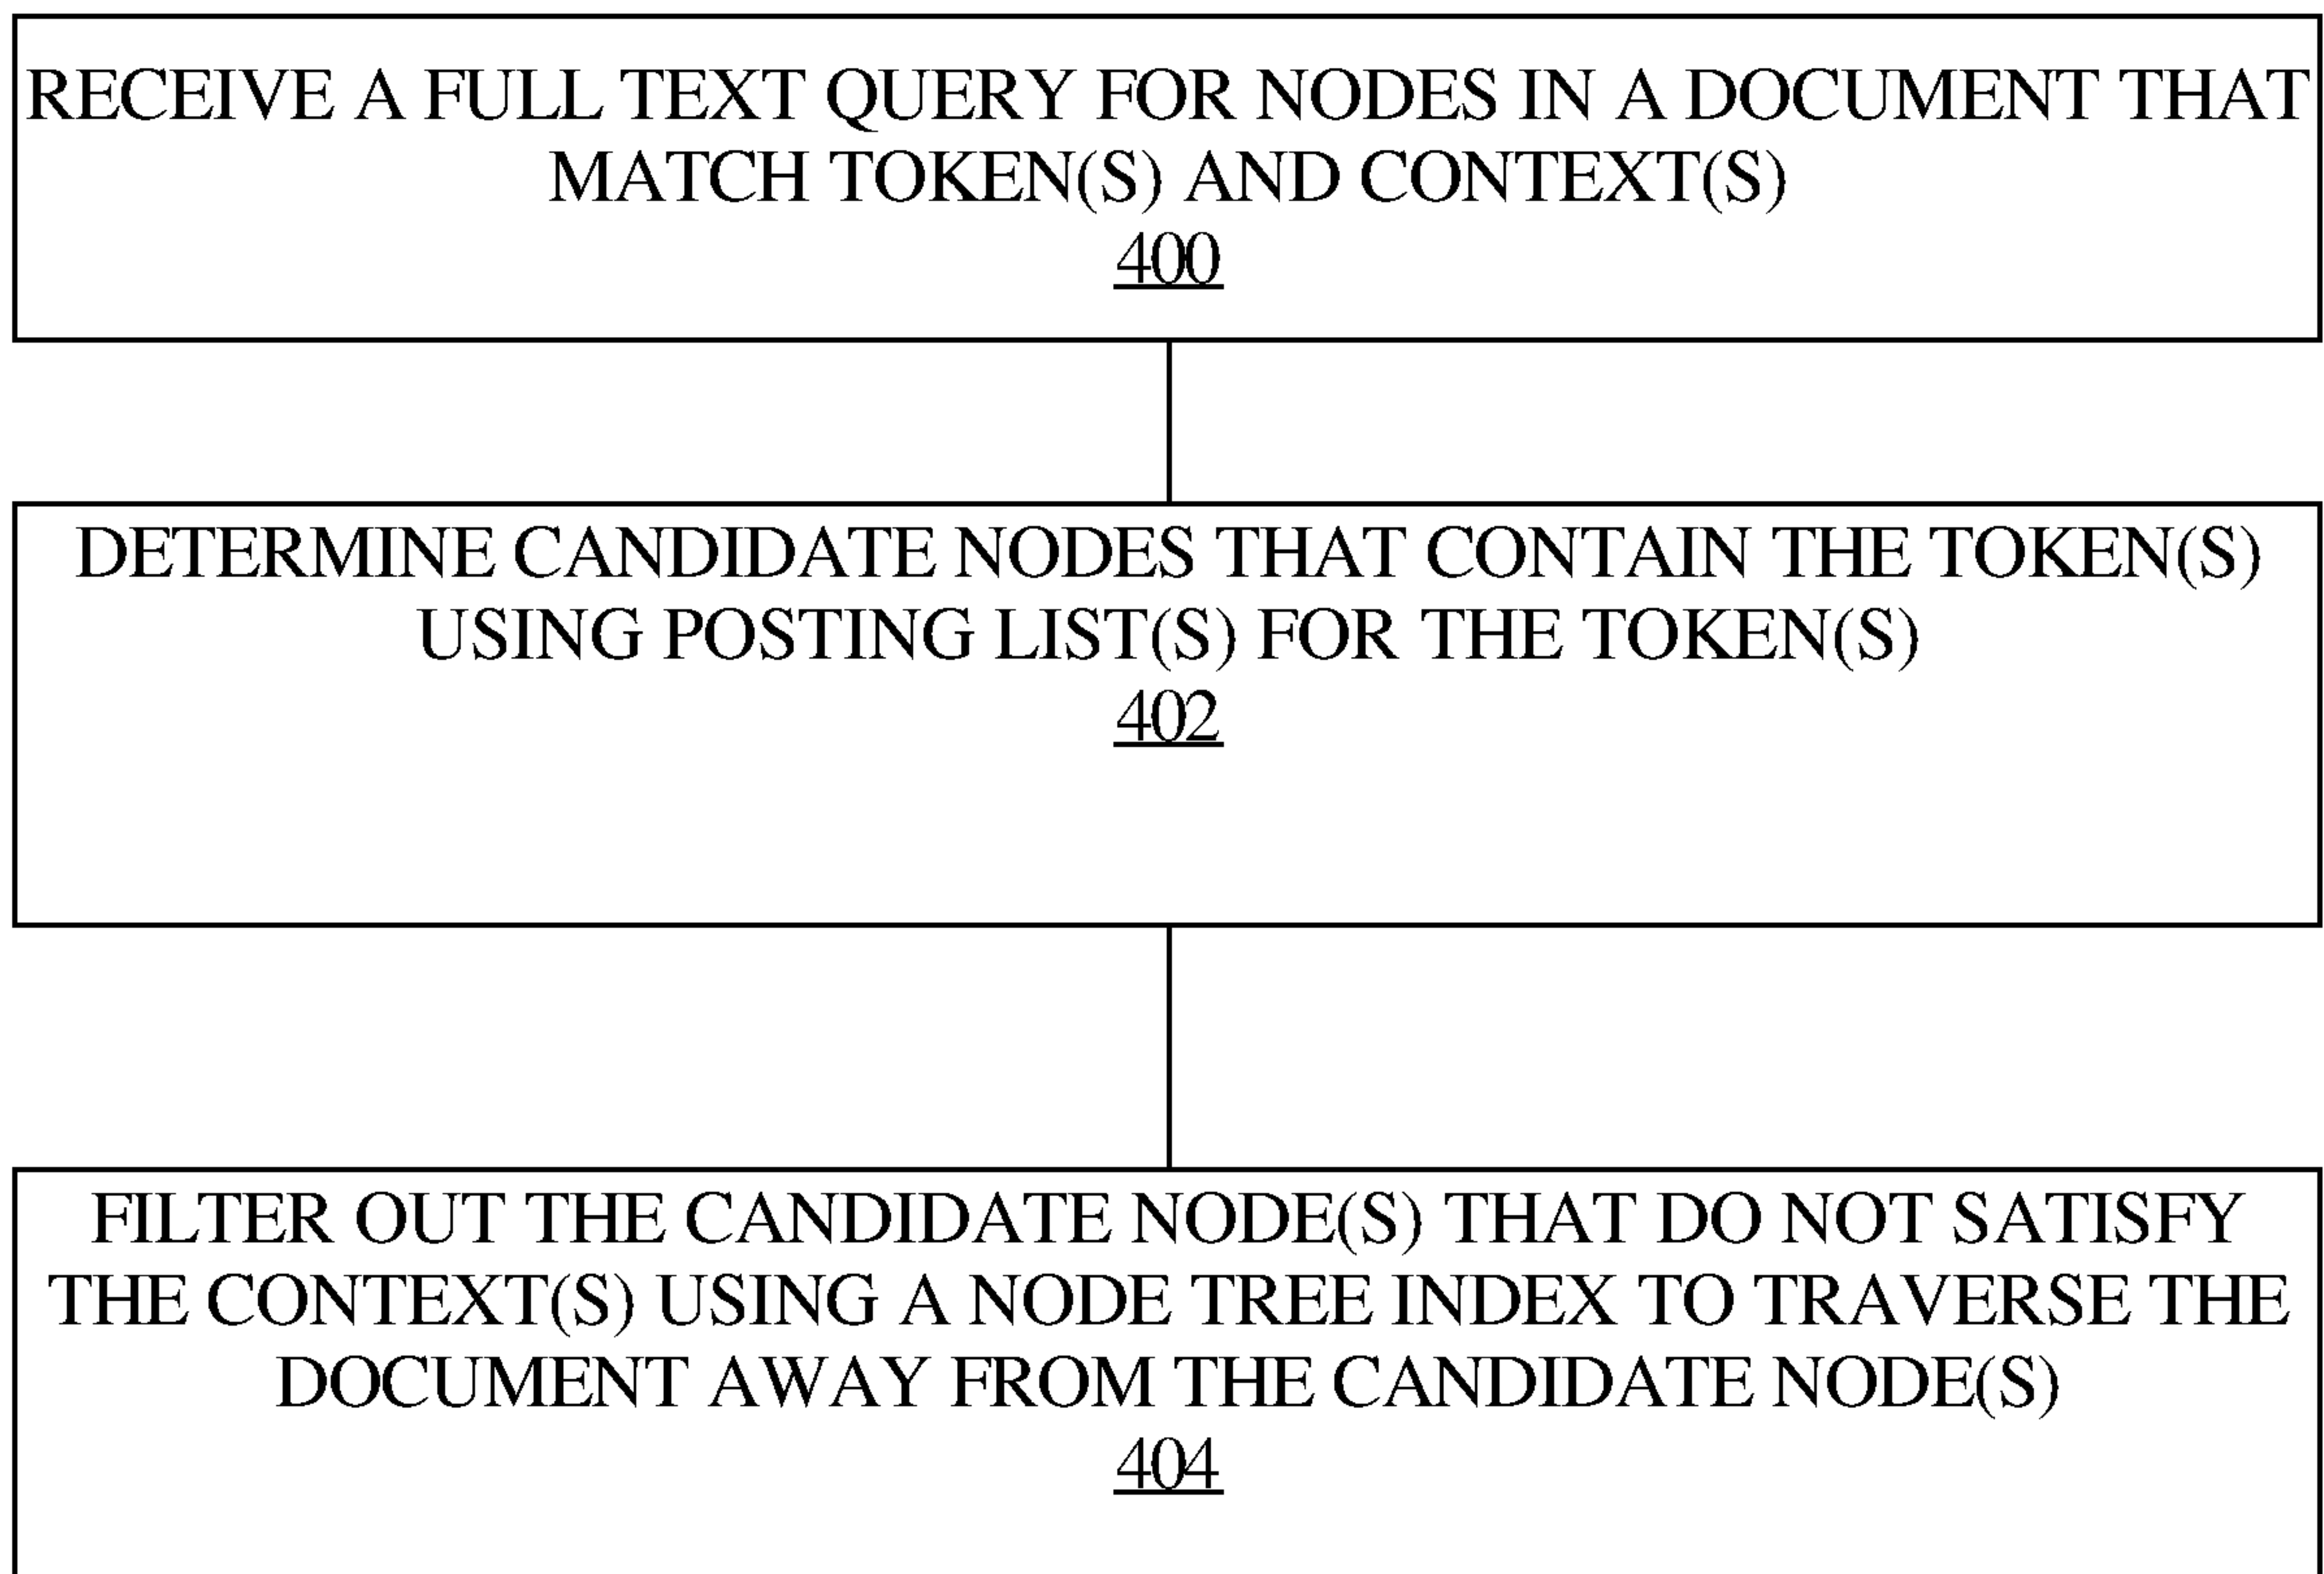 RECEIVE A FULL TEXT QUERY FOR NODES IN A DOCUMENT THAT
MATCH TOKEN(S) AND CONTEXT(S)
400
DETERMINE CANDIDATE NODES THAT CONTAIN THE TOKEN(S)
USING POSTING LIST(S) FOR THE TOKEN(S)
402
FILTER OUT THE CANDIDATE NODE(S) THAT DO NOT SATISFY
THE CONTEXT(S) USING A NODE TREE INDEX TO TRAVERSE THE
DOCUMENT AWAY FROM THE CANDIDATE NODE(S)
404